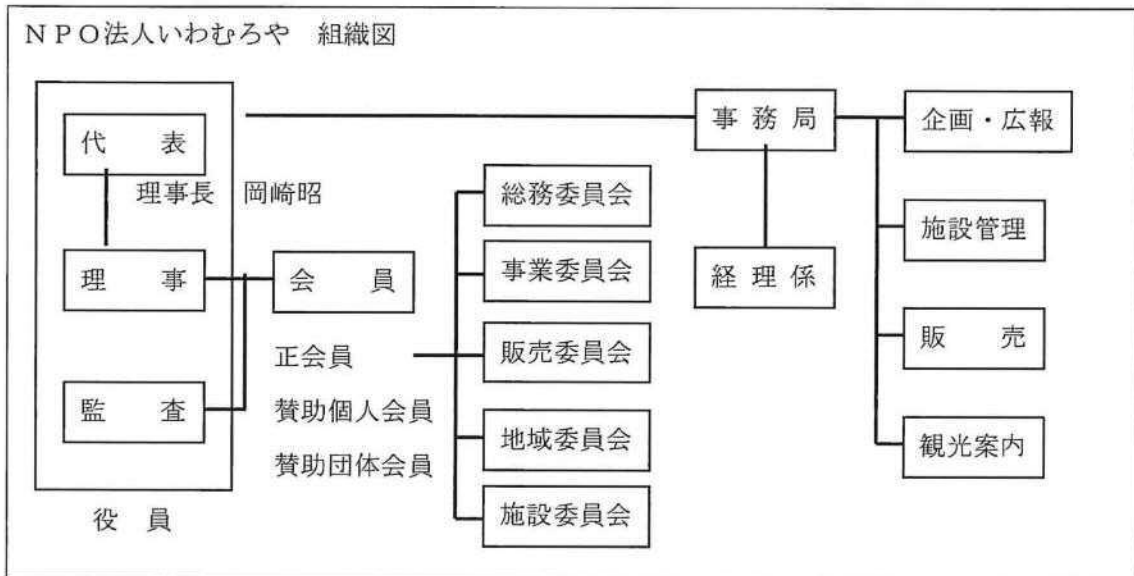 NPO法人いわむろや 組織図
代 表
理事長 岡崎昭
理 事
監 査
役 員
会 員
正会員
賛助個人会員
賛助団体会員
総務委員会
事業委員会
販売委員会
地域委員会
施設委員会
事務局
経理係
企画・広報
施設管理
販 売
観光案内